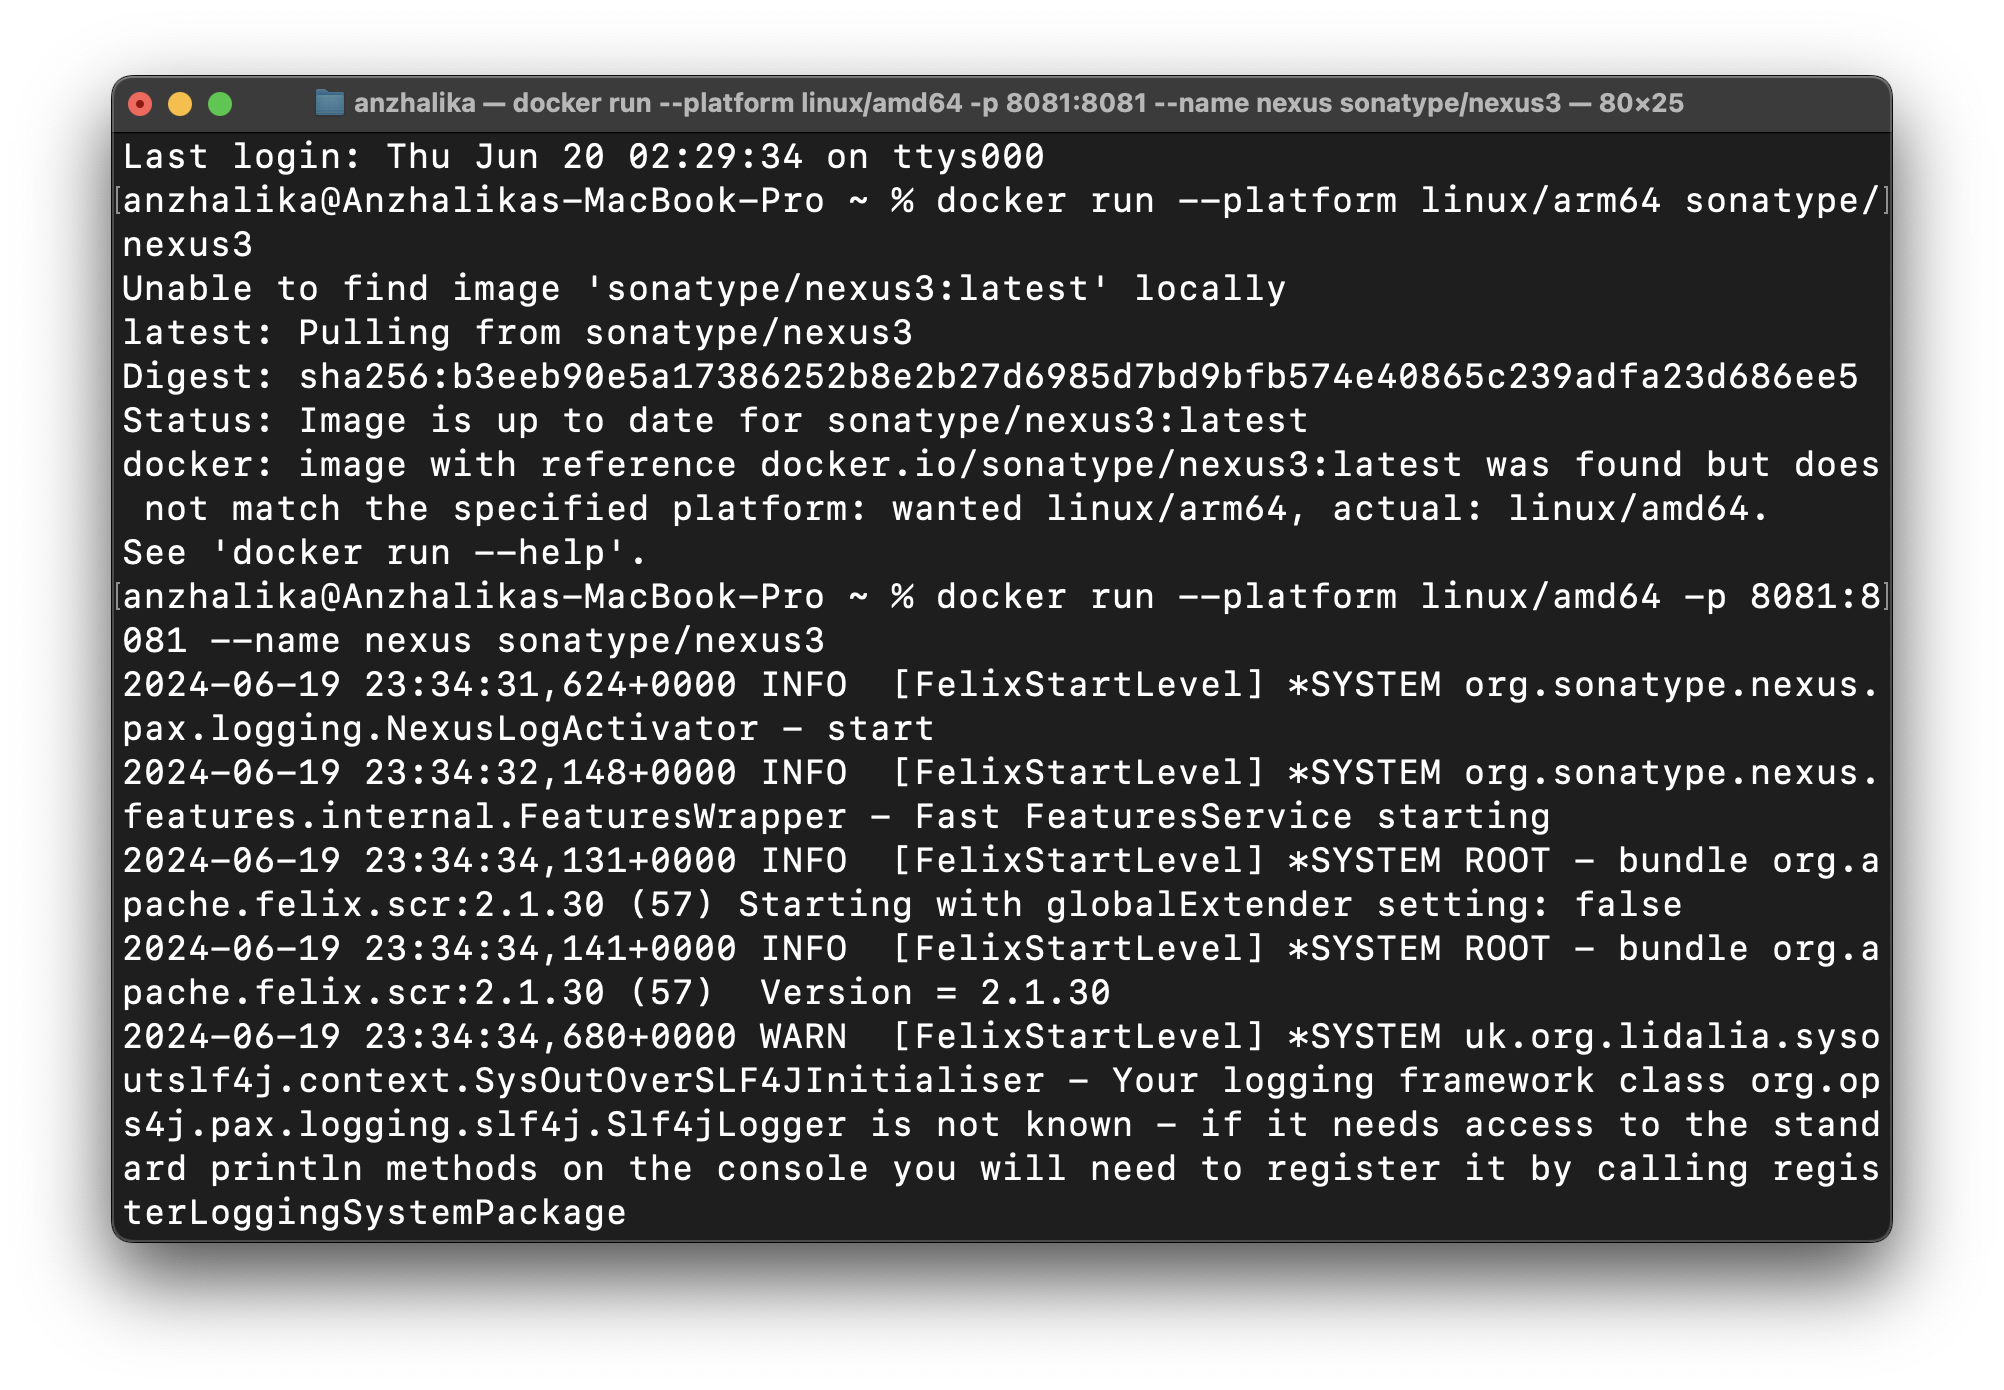 anzhalika — docker run --platform linux/amd64 -p 8081:8081 --name nexus sonatype/nexus3 — 80×25
Last login: Thu Jun 20 02:29:34 on ttys000
[anzhalika@Anzhalikas-MacBook-Pro ~ % docker run --platform linux/arm64 sonatype/]
nexus3
Unable to find image 'sonatype/nexus3:latest' locally
latest: Pulling from sonatype/nexus3
Digest: sha256:b3eeb90e5a17386252b8e2b27d6985d7bd9bfb574e40865c239adfa23d686ee5
Status: Image is up to date for sonatype/nexus3:latest
docker: image with reference docker.io/sonatype/nexus3:latest was found but does
 not match the specified platform: wanted linux/arm64, actual: linux/amd64.
See 'docker run --help'.
[anzhalika@Anzhalikas-MacBook-Pro ~ % docker run --platform linux/amd64 -p 8081:8]
081 --name nexus sonatype/nexus3
2024-06-19 23:34:31,624+0000 INFO  [FelixStartLevel] *SYSTEM org.sonatype.nexus.
pax.logging.NexusLogActivator - start
2024-06-19 23:34:32,148+0000 INFO  [FelixStartLevel] *SYSTEM org.sonatype.nexus.
features.internal.FeaturesWrapper - Fast FeaturesService starting
2024-06-19 23:34:34,131+0000 INFO  [FelixStartLevel] *SYSTEM ROOT - bundle org.a
pache.felix.scr:2.1.30 (57) Starting with globalExtender setting: false
2024-06-19 23:34:34,141+0000 INFO  [FelixStartLevel] *SYSTEM ROOT - bundle org.a
pache.felix.scr:2.1.30 (57)  Version = 2.1.30
2024-06-19 23:34:34,680+0000 WARN  [FelixStartLevel] *SYSTEM uk.org.lidalia.syso
utslf4j.context.SysOutOverSLF4JInitialiser - Your logging framework class org.op
s4j.pax.logging.slf4j.Slf4jLogger is not known - if it needs access to the stand
ard println methods on the console you will need to register it by calling regis
terLoggingSystemPackage